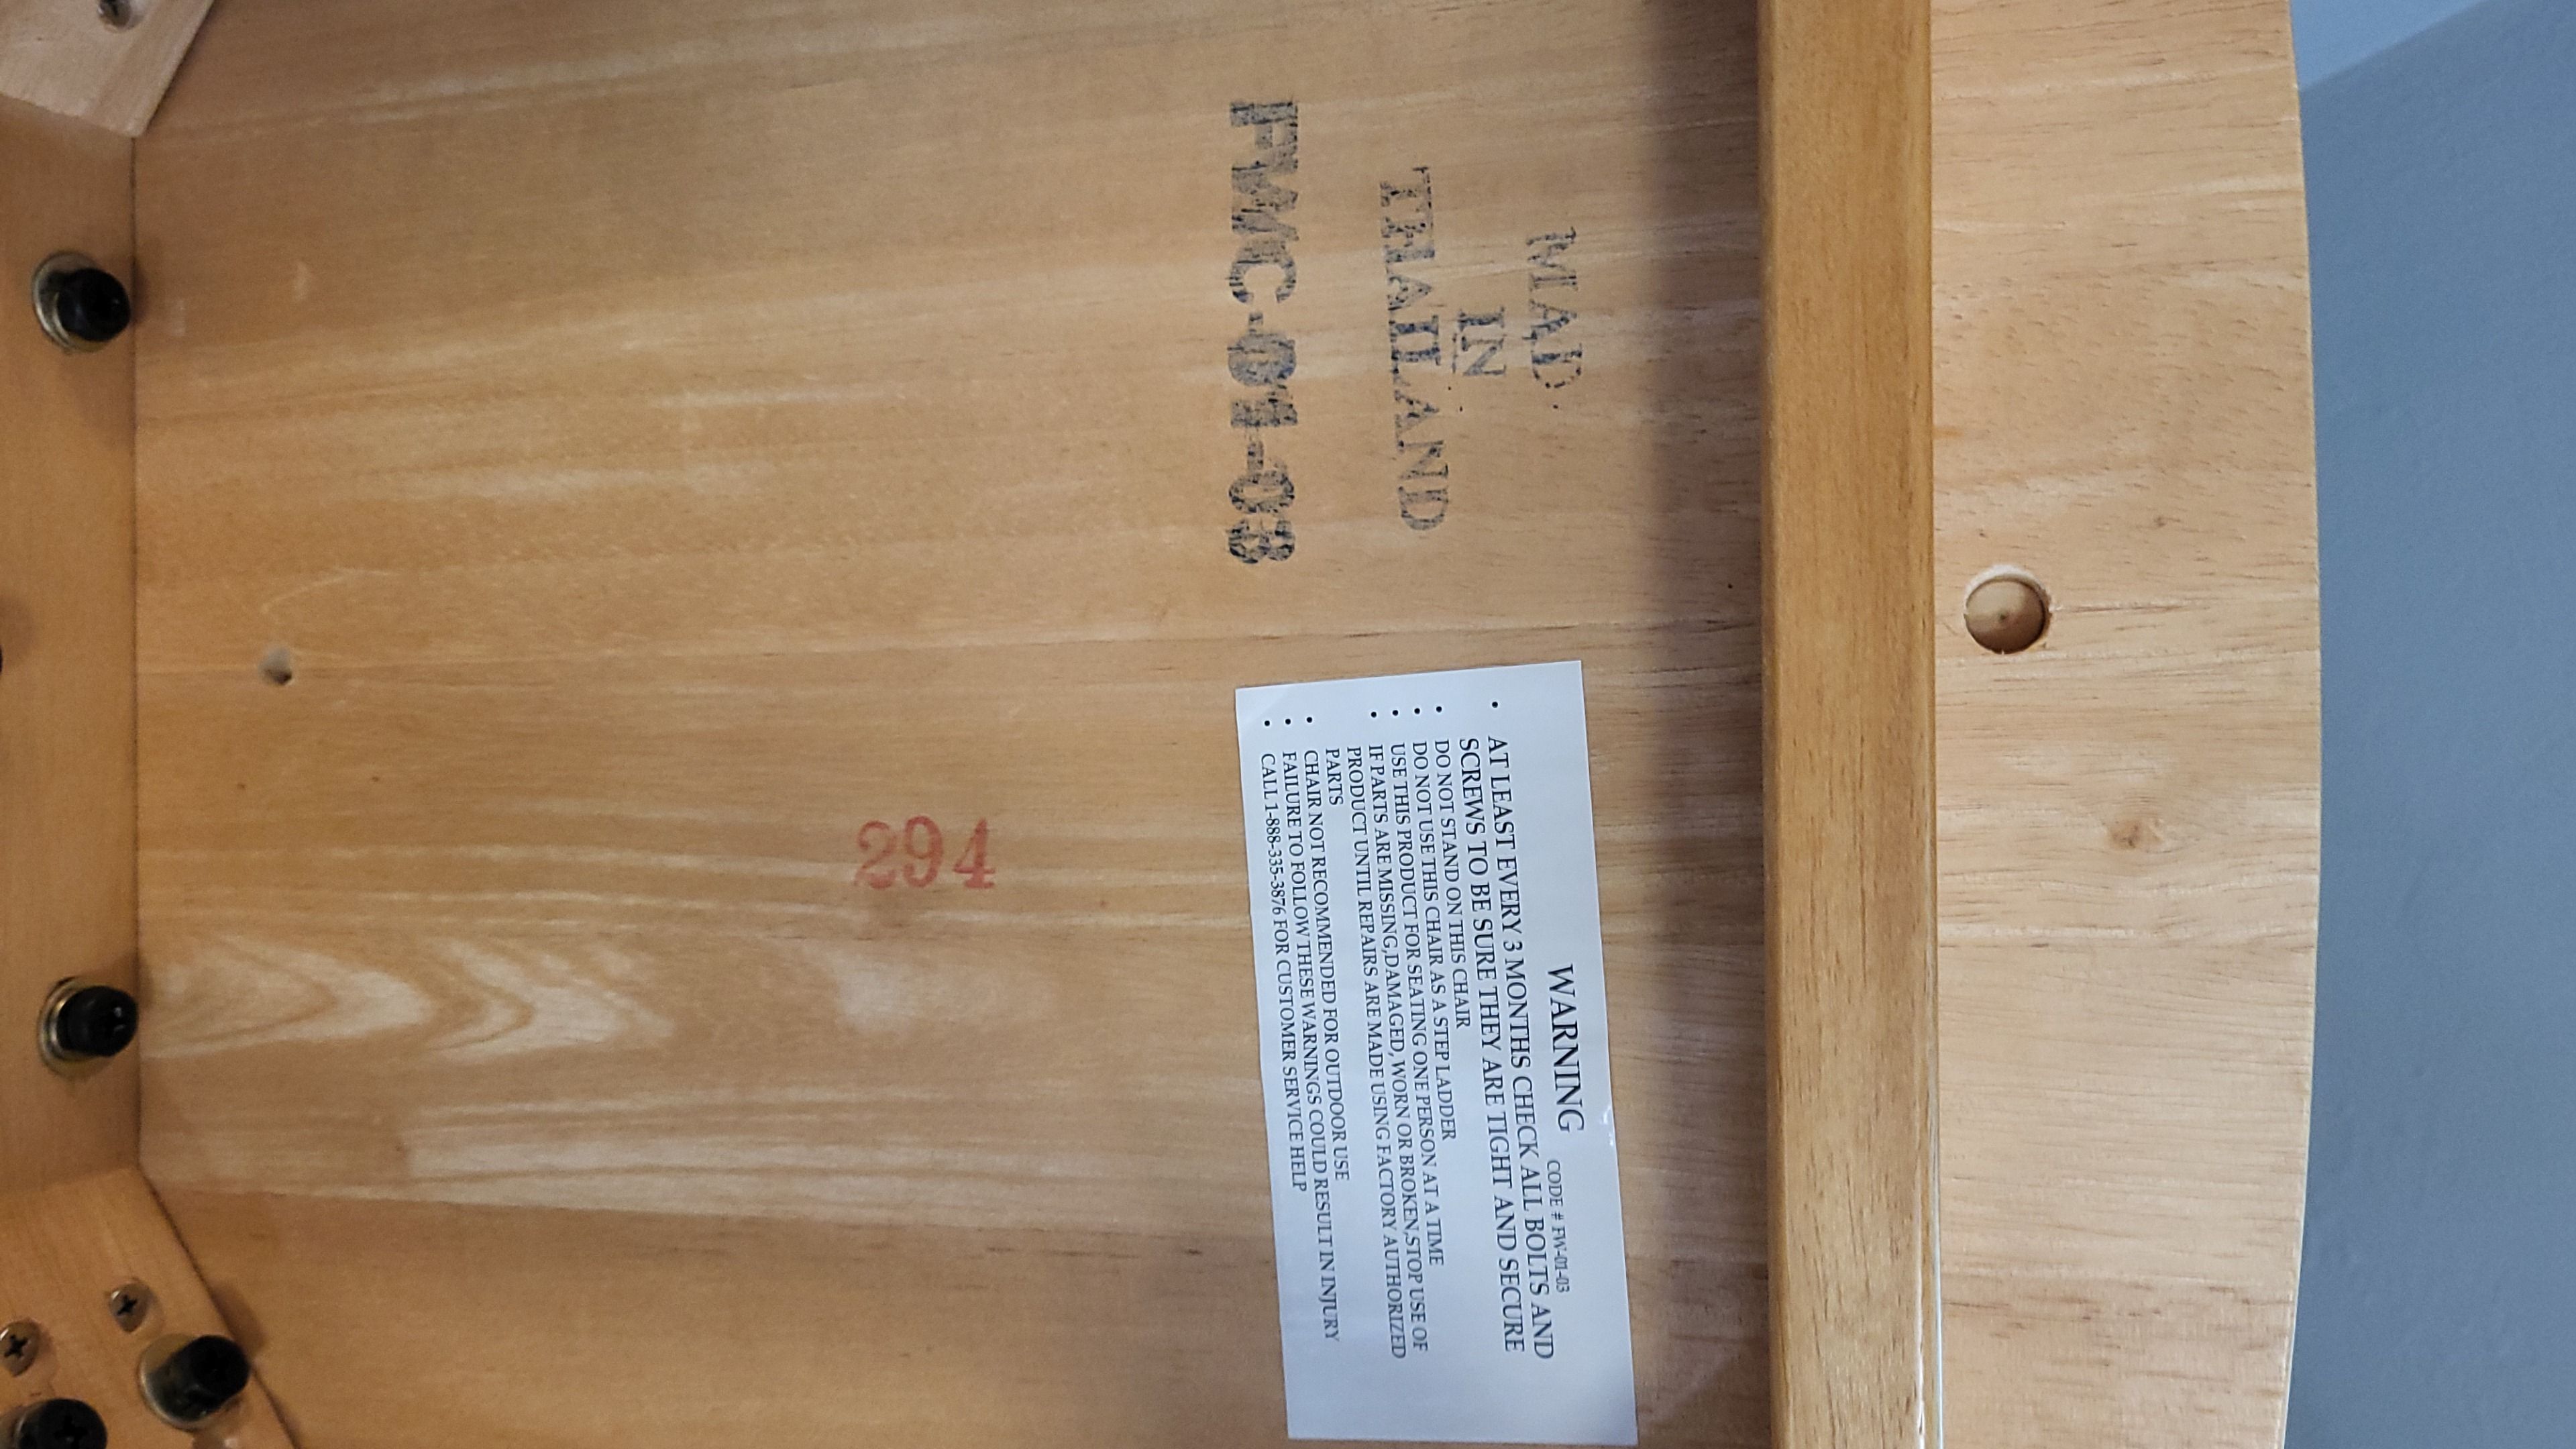 MAD
IN
THAILAND
FWC-01-03
WARNING CODE # FW-01-03
• AT LEAST EVERY 3 MONTHS CHECK ALL BOLTS AND
SCREWS TO BE SURE THEY ARE TIGHT AND SECURE
• DO NOT STAND ON THIS CHAIR
• DO NOT USE THIS CHAIR AS A STEP LADDER
• USE THIS PRODUCT FOR SEATING ONE PERSON AT A TIME
• IF PARTS ARE MISSING,DAMAGED, WORN OR BROKEN,STOP USE OF
PRODUCT UNTIL REPAIRS ARE MADE USING FACTORY AUTHORIZED
PARTS
• CHAIR NOT RECOMMENDED FOR OUTDOOR USE
• FAILURE TO FOLLOW THESE WARNINGS COULD RESULT IN INJURY
• CALL 1-888-335-3876 FOR CUSTOMER SERVICE HELP
294